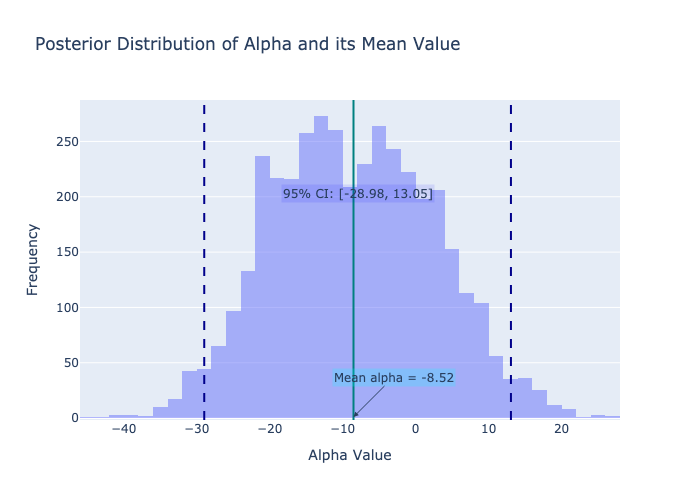 Posterior Distribution of Alpha and its Mean Value
250
200
150
100
50
0
Frequency
95% CI: [-28.98, 13.05]
Mean alpha = -8.52
−40
−30
−20
−10
0
10
20
Alpha Value